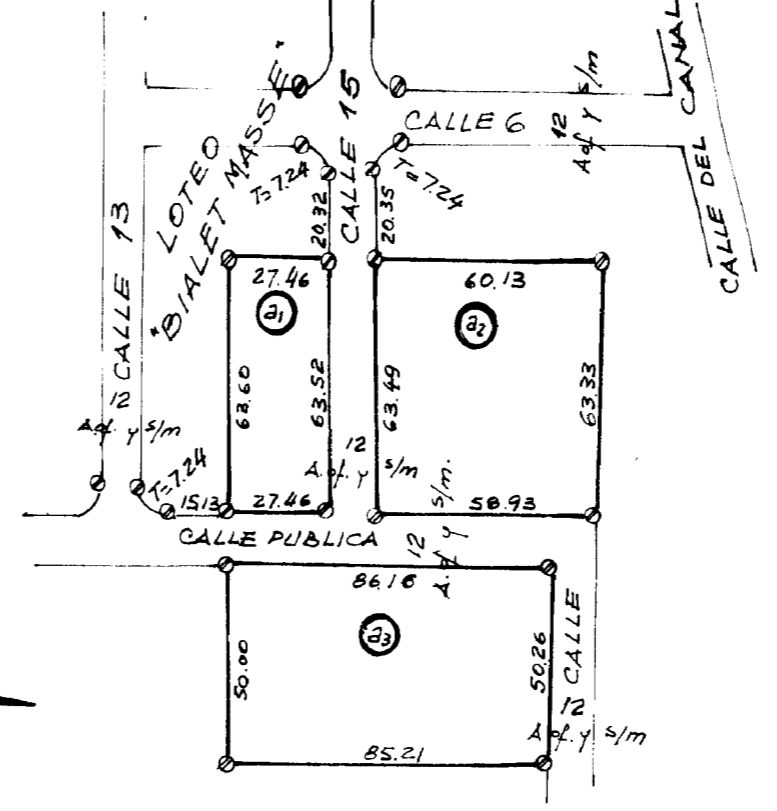 CALLE DEL CANAL
CALLE 6
12
A of. y s/m
CALLE 15
LOTEO
"BIALET MASSE"
T=7.24
T=7.24
CALLE 13
12
A.of. y s/m
20.32
20.35
27.46
a1
63.60
63.52
27.46
60.13
a2
63.49
63.33
58.93
12
A.of. y s/m
T=7.24
15.13
CALLE PUBLICA
12
A. of y s/m.
86.16
a3
50.00
50.26
85.21
CALLE
12
A of. y s/m